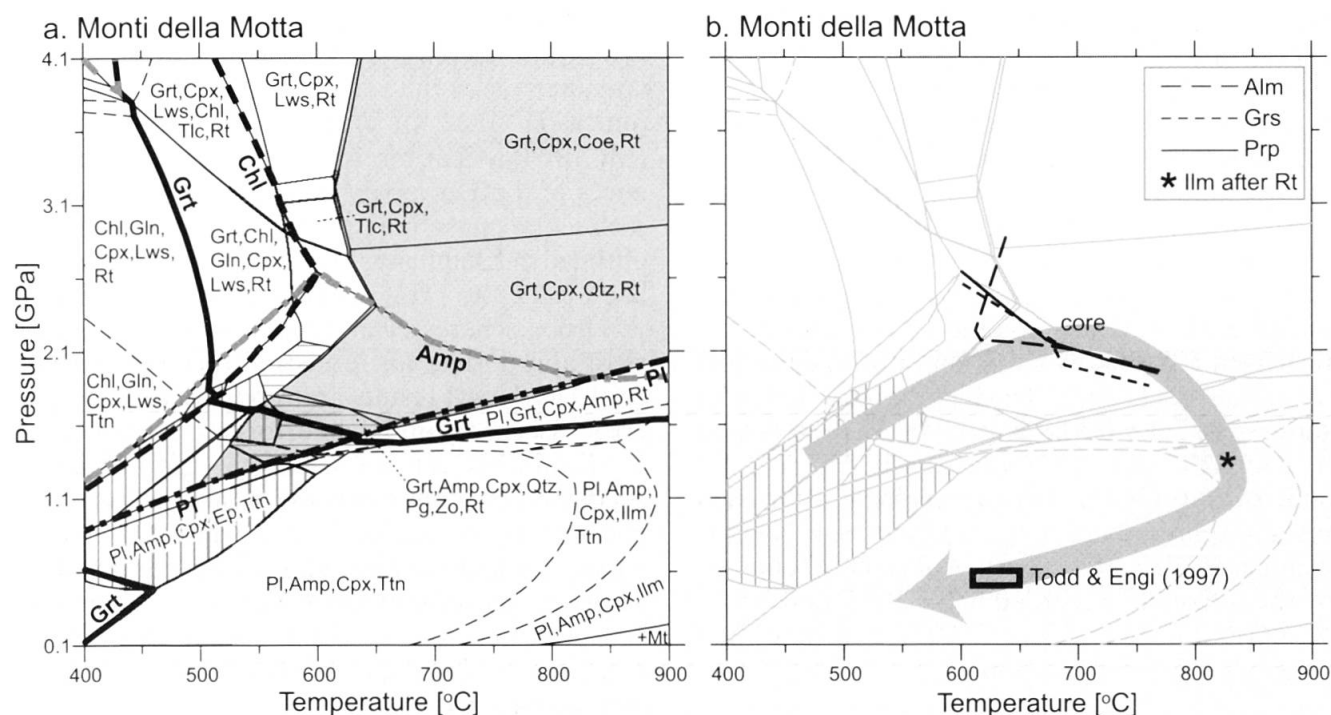 a. Monti della Motta
4.1
3.1
2.1
1.1
0.1
Pressure [GPa]
400
500
600
700
800
900
Temperature [°C]
Grt,Cpx,
Lws,Chl,
Tlc,Rt
Grt,Cpx,
Lws,Rt
Grt,Cpx,Coe,Rt
Chl
Grt
Grt,Cpx,
Tlc,Rt
Chl,Gln,
Cpx,Lws,
Rt
Grt,Chl,
Gln,Cpx,
Lws,Rt
Grt,Cpx,Qtz,Rt
Amp
Chl,Gln,
Cpx,Lws,
Ttn
Pl
Grt
Pl,Grt,Cpx,Amp,Rt
Pl
Grt,Amp,Cpx,Qtz,
Pg,Zo,Rt
Pl,Amp,
Cpx,Ilm
Ttn
Pl,Amp,Cpx,Ep,Ttn
Pl,Amp,Cpx,Ttn
Grt
Pl,Amp,Cpx,Ilm
+Mt
b. Monti della Motta
Alm
Grs
Prp
* Ilm after Rt
core
*
Todd & Engi (1997)
400
500
600
700
800
900
Temperature [°C]